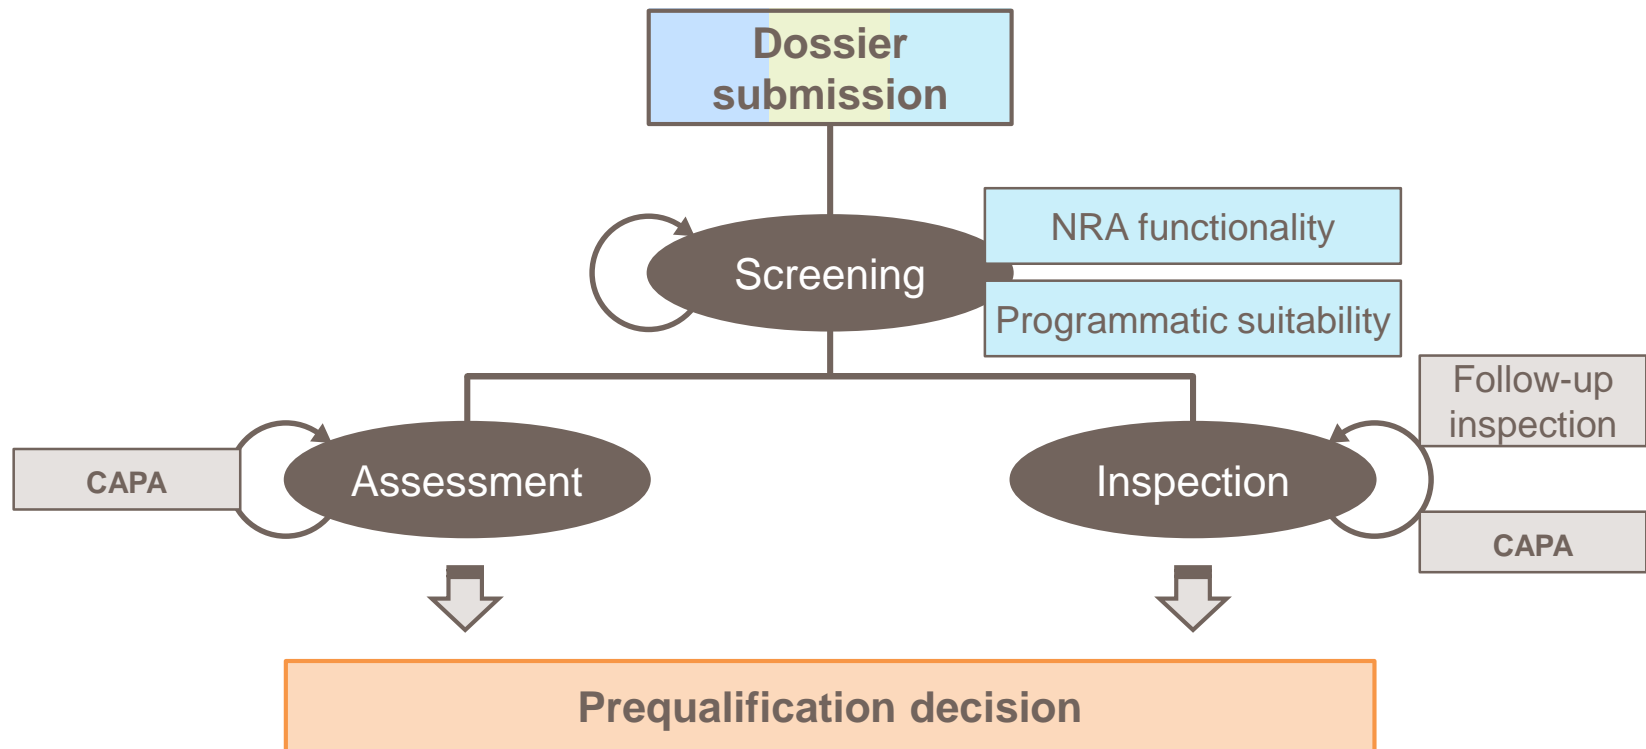 Dossier
submission
NRA functionality
Screening
Programmatic suitability
Follow-up
inspection
CAPA
Assessment
Inspection
CAPA
Prequalification decision